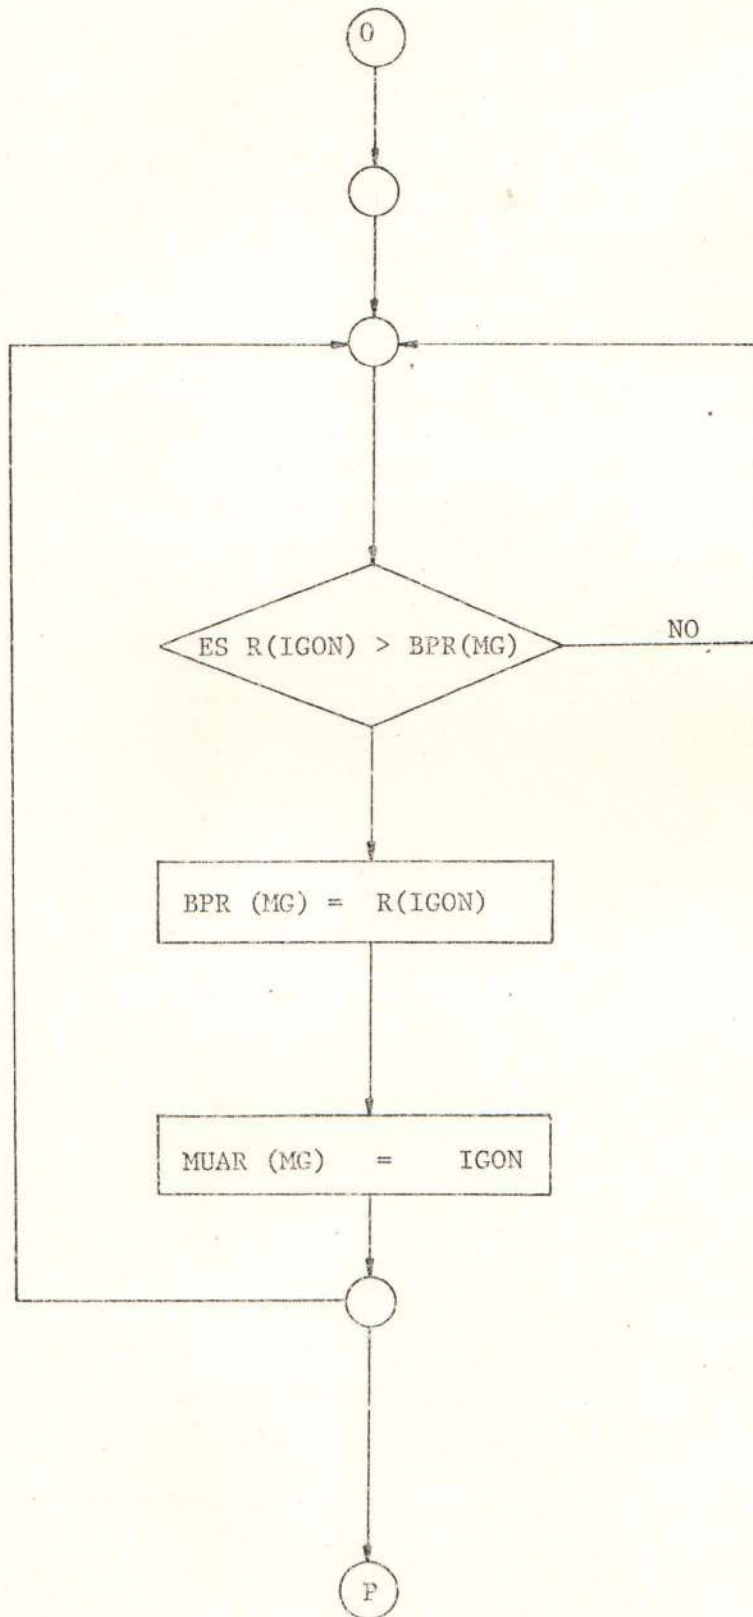 O
ES R(IGON) > BPR(MG)
NO
BPR (MG) = R(IGON)
MUAR (MG) = IGON
P